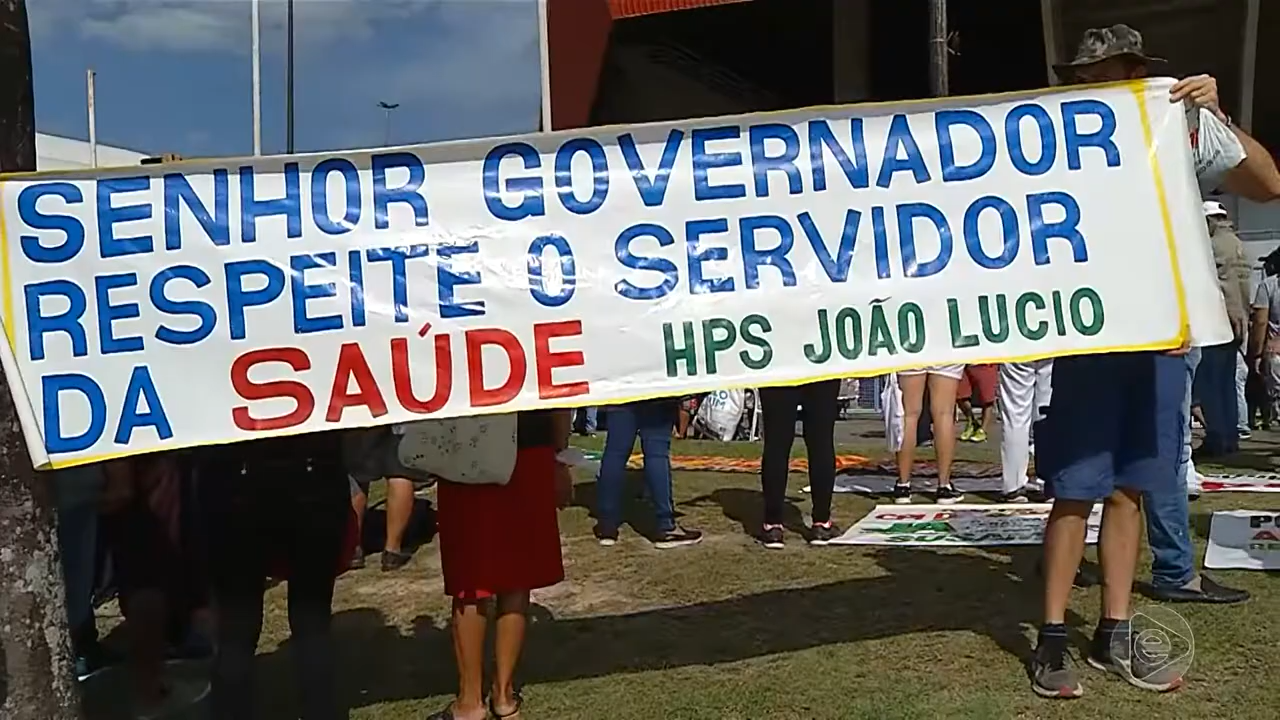 SENHOR GOVERNADOR
RESPEITE O SERVIDOR
DA SAÚDE HPS JOÃO LUCIO